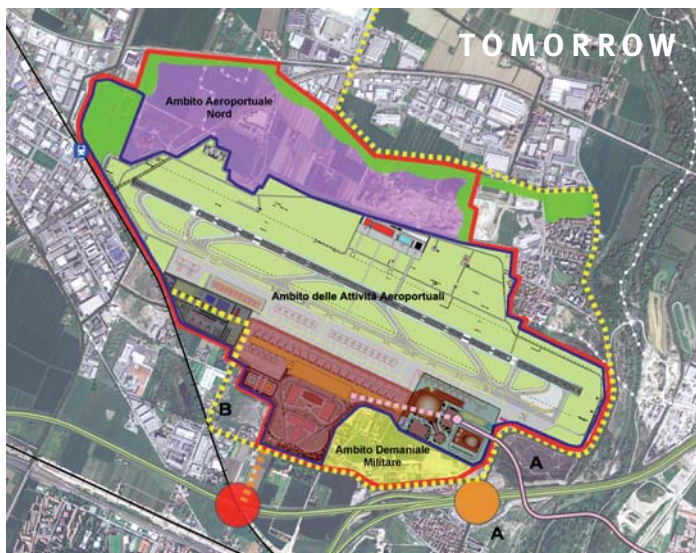 TOMORROW
Ambito Aeroportuale
Nord
Ambito delle Attività Aeroportuali
B
Ambito Demaniale
Militare
A
A